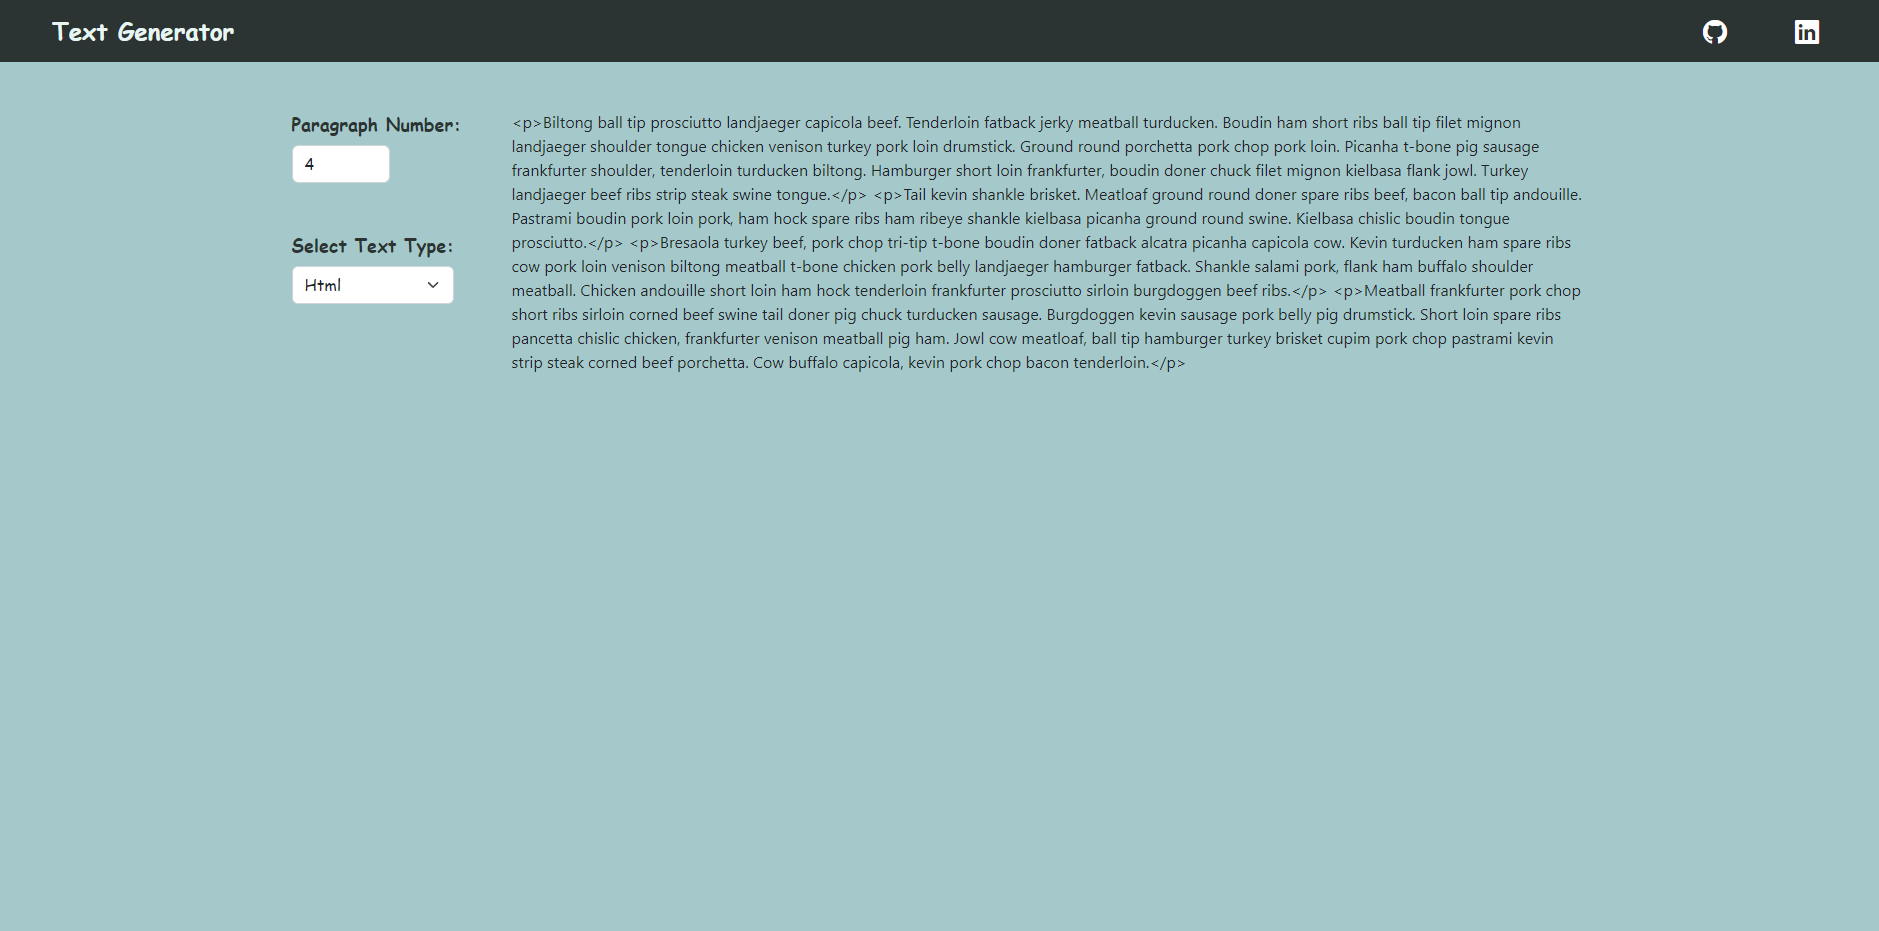 Text Generator
Paragraph Number:
4
Select Text Type:
Html
<p>Biltong ball tip prosciutto landjaeger capicola beef. Tenderloin fatback jerky meatball turducken. Boudin ham short ribs ball tip filet mignon
landjaeger shoulder tongue chicken venison turkey pork loin drumstick. Ground round porchetta pork chop pork loin. Picanha t-bone pig sausage
frankfurter shoulder, tenderloin turducken biltong. Hamburger short loin frankfurter, boudin doner chuck filet mignon kielbasa flank jowl. Turkey
landjaeger beef ribs strip steak swine tongue.</p> <p>Tail kevin shankle brisket. Meatloaf ground round doner spare ribs beef, bacon ball tip andouille.
Pastrami boudin pork loin pork, ham hock spare ribs ham ribeye shankle kielbasa picanha ground round swine. Kielbasa chislic boudin tongue
prosciutto.</p> <p>Bresaola turkey beef, pork chop tri-tip t-bone boudin doner fatback alcatra picanha capicola cow. Kevin turducken ham spare ribs
cow pork loin venison biltong meatball t-bone chicken pork belly landjaeger hamburger fatback. Shankle salami pork, flank ham buffalo shoulder
meatball. Chicken andouille short loin ham hock tenderloin frankfurter prosciutto sirloin burgdoggen beef ribs.</p> <p>Meatball frankfurter pork chop
short ribs sirloin corned beef swine tail doner pig chuck turducken sausage. Burgdoggen kevin sausage pork belly pig drumstick. Short loin spare ribs
pancetta chislic chicken, frankfurter venison meatball pig ham. Jowl cow meatloaf, ball tip hamburger turkey brisket cupim pork chop pastrami kevin
strip steak corned beef porchetta. Cow buffalo capicola, kevin pork chop bacon tenderloin.</p>